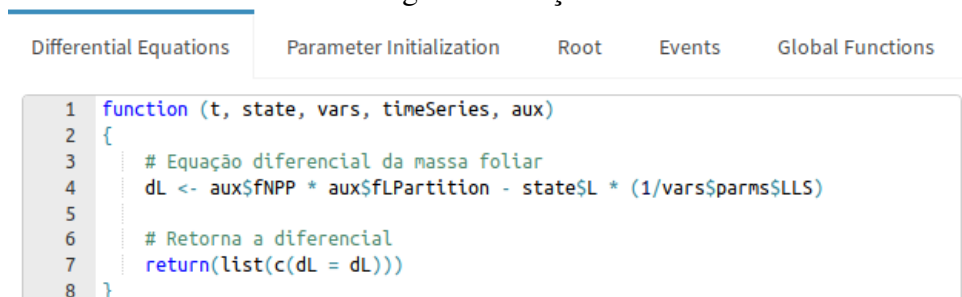 Differential Equations Parameter Initialization Root Events Global Functions
1 function (t, state, vars, timeSeries, aux)
2 {
3 # Equação diferencial da massa foliar
4 dL <- aux$fNPP * aux$fLPartition - state$L * (1/vars$parms$LLS)
5
6 # Retorna a diferencial
7 return(list(c(dL = dL)))
8 }